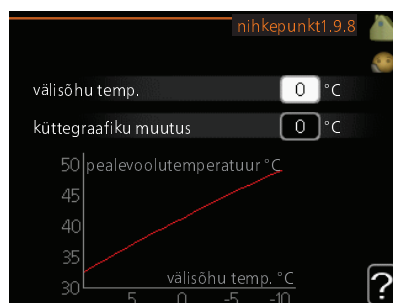 nihkepunkt1.9.8
välisõhu temp. 0 °C
küttegraafiku muutus 0 °C
50 pealevoolutemperatuur °C
45
40
35
30
välisõhu temp. °C
5 0 -5 -10
?